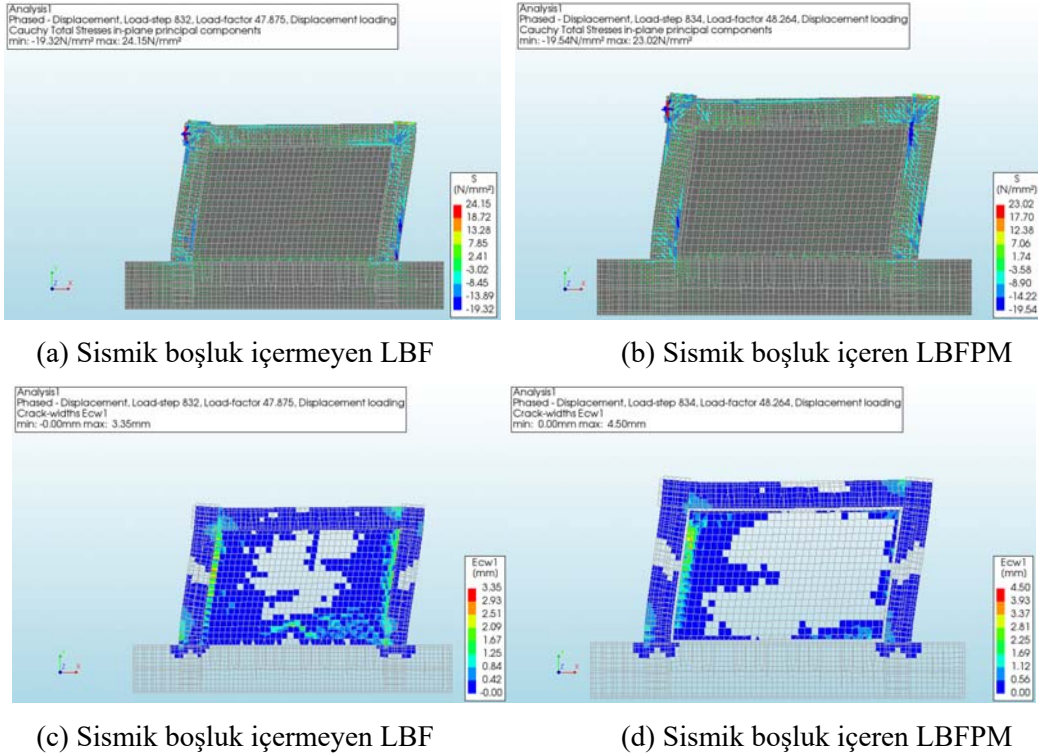 Analysis1
Phased - Displacement, Load-step 832, Load-factor 47.875, Displacement loading
Cauchy Total Stresses in-plane principal components
min: -19.32N/mm² max: 24.15N/mm²
S
(N/mm²)
24.15
18.72
13.28
7.85
2.41
-3.02
-8.45
-13.89
-19.32
Y
Z
X
Analysis1
Phased - Displacement, Load-step 834, Load-factor 48.264, Displacement loading
Cauchy Total Stresses in-plane principal components
min: -19.54N/mm² max: 23.02N/mm²
S
(N/mm²)
23.02
17.70
12.38
7.06
1.74
-3.58
-8.90
-14.22
-19.54
Y
Z
X
(a) Sismik boşluk içermeyen LBF
(b) Sismik boşluk içeren LBFPM
Analysis1
Phased - Displacement, Load-step 832, Load-factor 47.875, Displacement loading
Crack-widths Ecw1
min: -0.00mm max: 3.35mm
Ecw1
(mm)
3.35
2.93
2.51
2.09
1.67
1.25
0.84
0.42
-0.00
Y
Z
X
Analysis1
Phased - Displacement, Load-step 834, Load-factor 48.264, Displacement loading
Crack-widths Ecw1
min: 0.00mm max: 4.50mm
Ecw1
(mm)
4.50
3.93
3.37
2.81
2.25
1.69
1.12
0.56
0.00
Y
Z
X
(c) Sismik boşluk içermeyen LBF
(d) Sismik boşluk içeren LBFPM